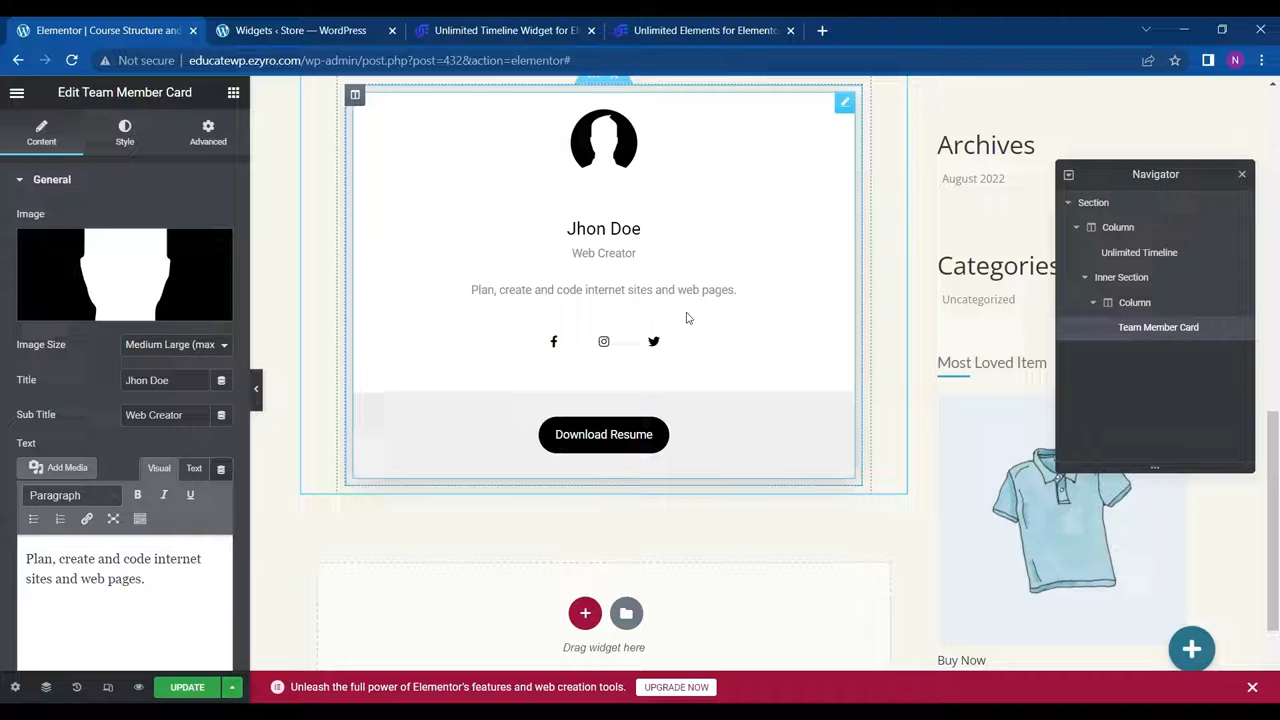 Elementor | Course Structure and
Widgets ‹ Store — WordPress
Unlimited Timeline Widget for El
Unlimited Elements for Elemento
Not secure
educatewp.ezyro.com/wp-admin/post.php?post=432&action=elementor#
N
Edit Team Member Card
Content
Style
Advanced
General
Image
Image Size
Medium Large (max
Title
Jhon Doe
Sub Title
Web Creator
Text
Add Media
Visual
Text
Paragraph
B
I
U
Plan, create and code internet
sites and web pages.
UPDATE
Jhon Doe
Web Creator
Plan, create and code internet sites and web pages.
Download Resume
Drag widget here
Archives
August 2022
Categories
Uncategorized
Most Loved Item
Buy Now
Navigator
Section
Column
Unlimited Timeline
Inner Section
Column
Team Member Card
Unleash the full power of Elementor's features and web creation tools.
UPGRADE NOW